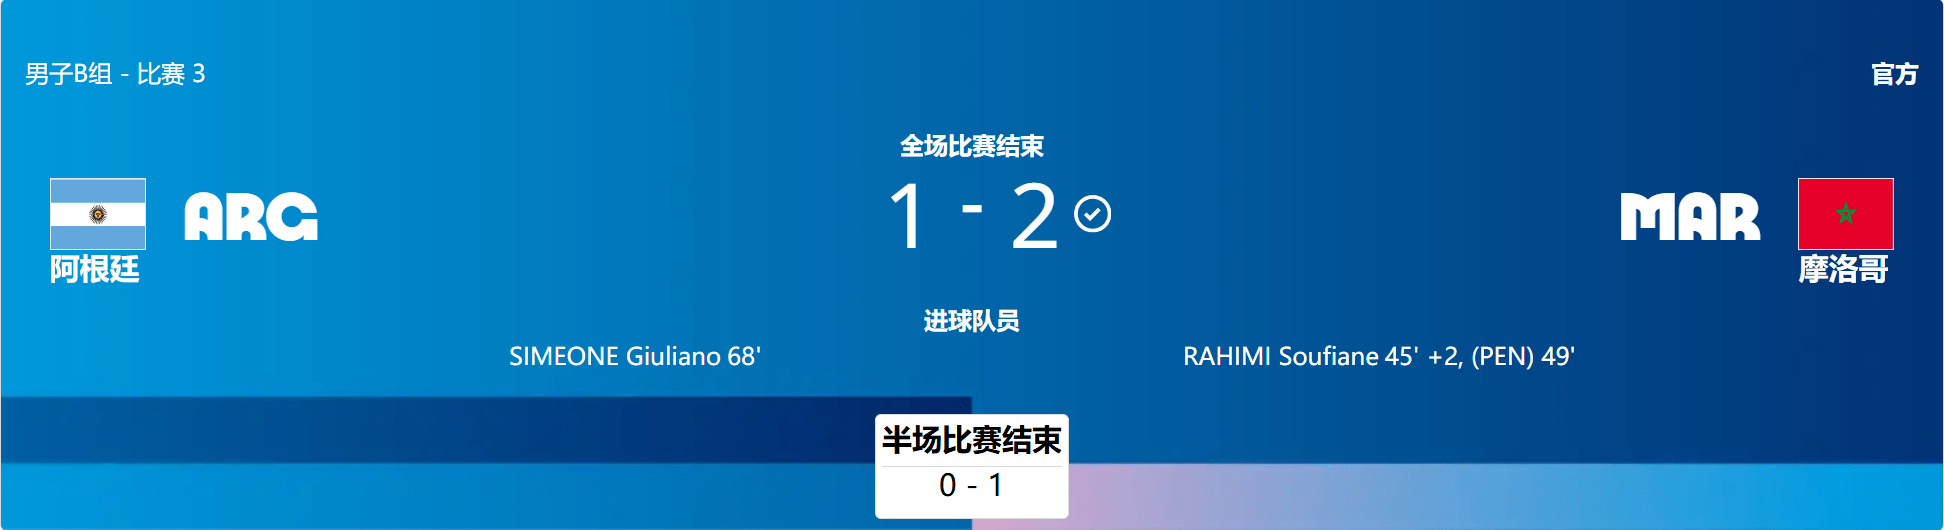 男子B组 - 比赛 3
官方
全场比赛结束
ARG
1 - 2
MAR
阿根廷
摩洛哥
进球队员
SIMEONE Giuliano 68'
RAHIMI Soufiane 45' +2, (PEN) 49'
半场比赛结束
0 - 1